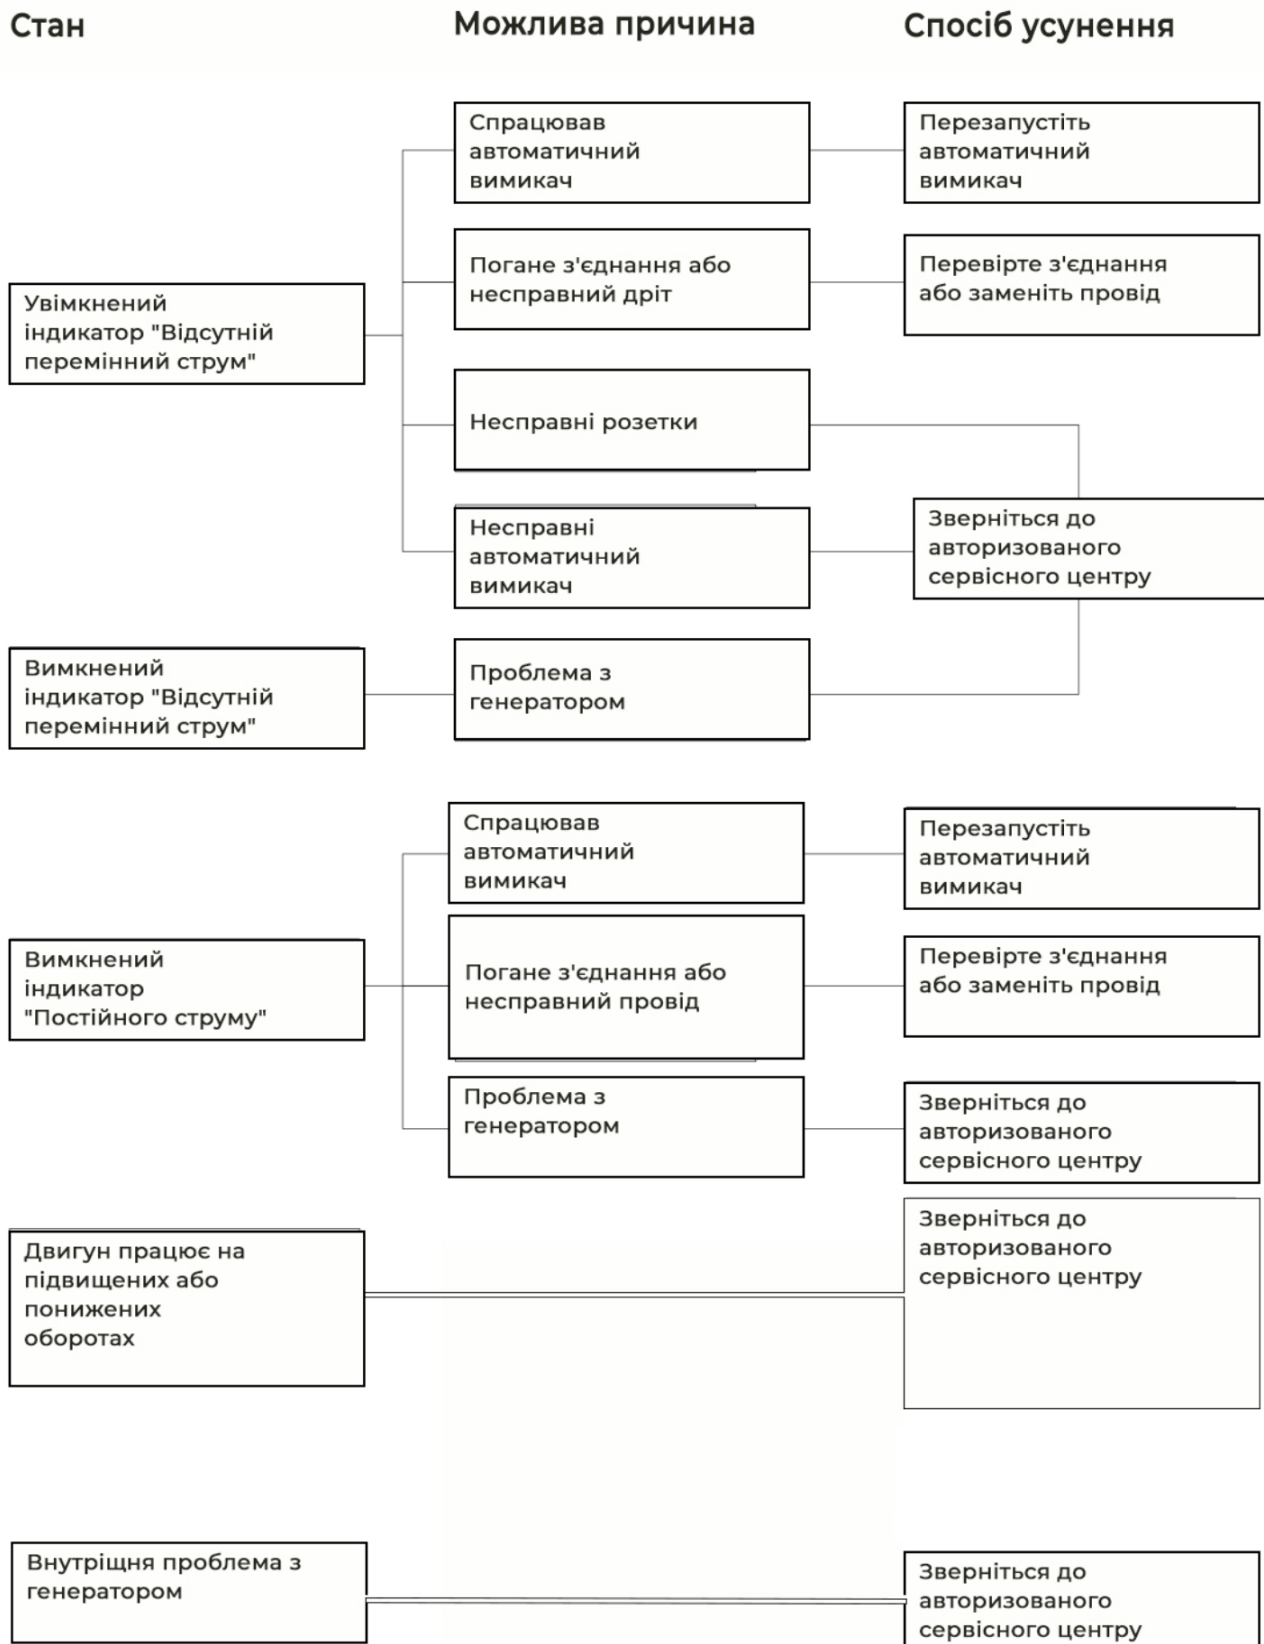 Стан
Можлива причина
Спосіб усунення
Увімкнений
індикатор "Відсутній
перемінний струм"
Спрацював
автоматичний
вимикач
Перезапустіть
автоматичний
вимикач
Погане з'єднання або
несправний дріт
Перевірте з'єднання
або заменіть провід
Несправні розетки
Несправні
автоматичний
вимикач
Зверніться до
авторизованого
сервісного центру
Вимкнений
індикатор "Відсутній
перемінний струм"
Проблема з
генератором
Вимкнений
індикатор
"Постійного струму"
Спрацював
автоматичний
вимикач
Перезапустіть
автоматичний
вимикач
Погане з'єднання або
несправний провід
Перевірте з'єднання
або заменіть провід
Проблема з
генератором
Зверніться до
авторизованого
сервісного центру
Двигун працює на
підвищених або
понижених
оборотах
Зверніться до
авторизованого
сервісного центру
Внутріщня проблема з
генератором
Зверніться до
авторизованого
сервісного центру